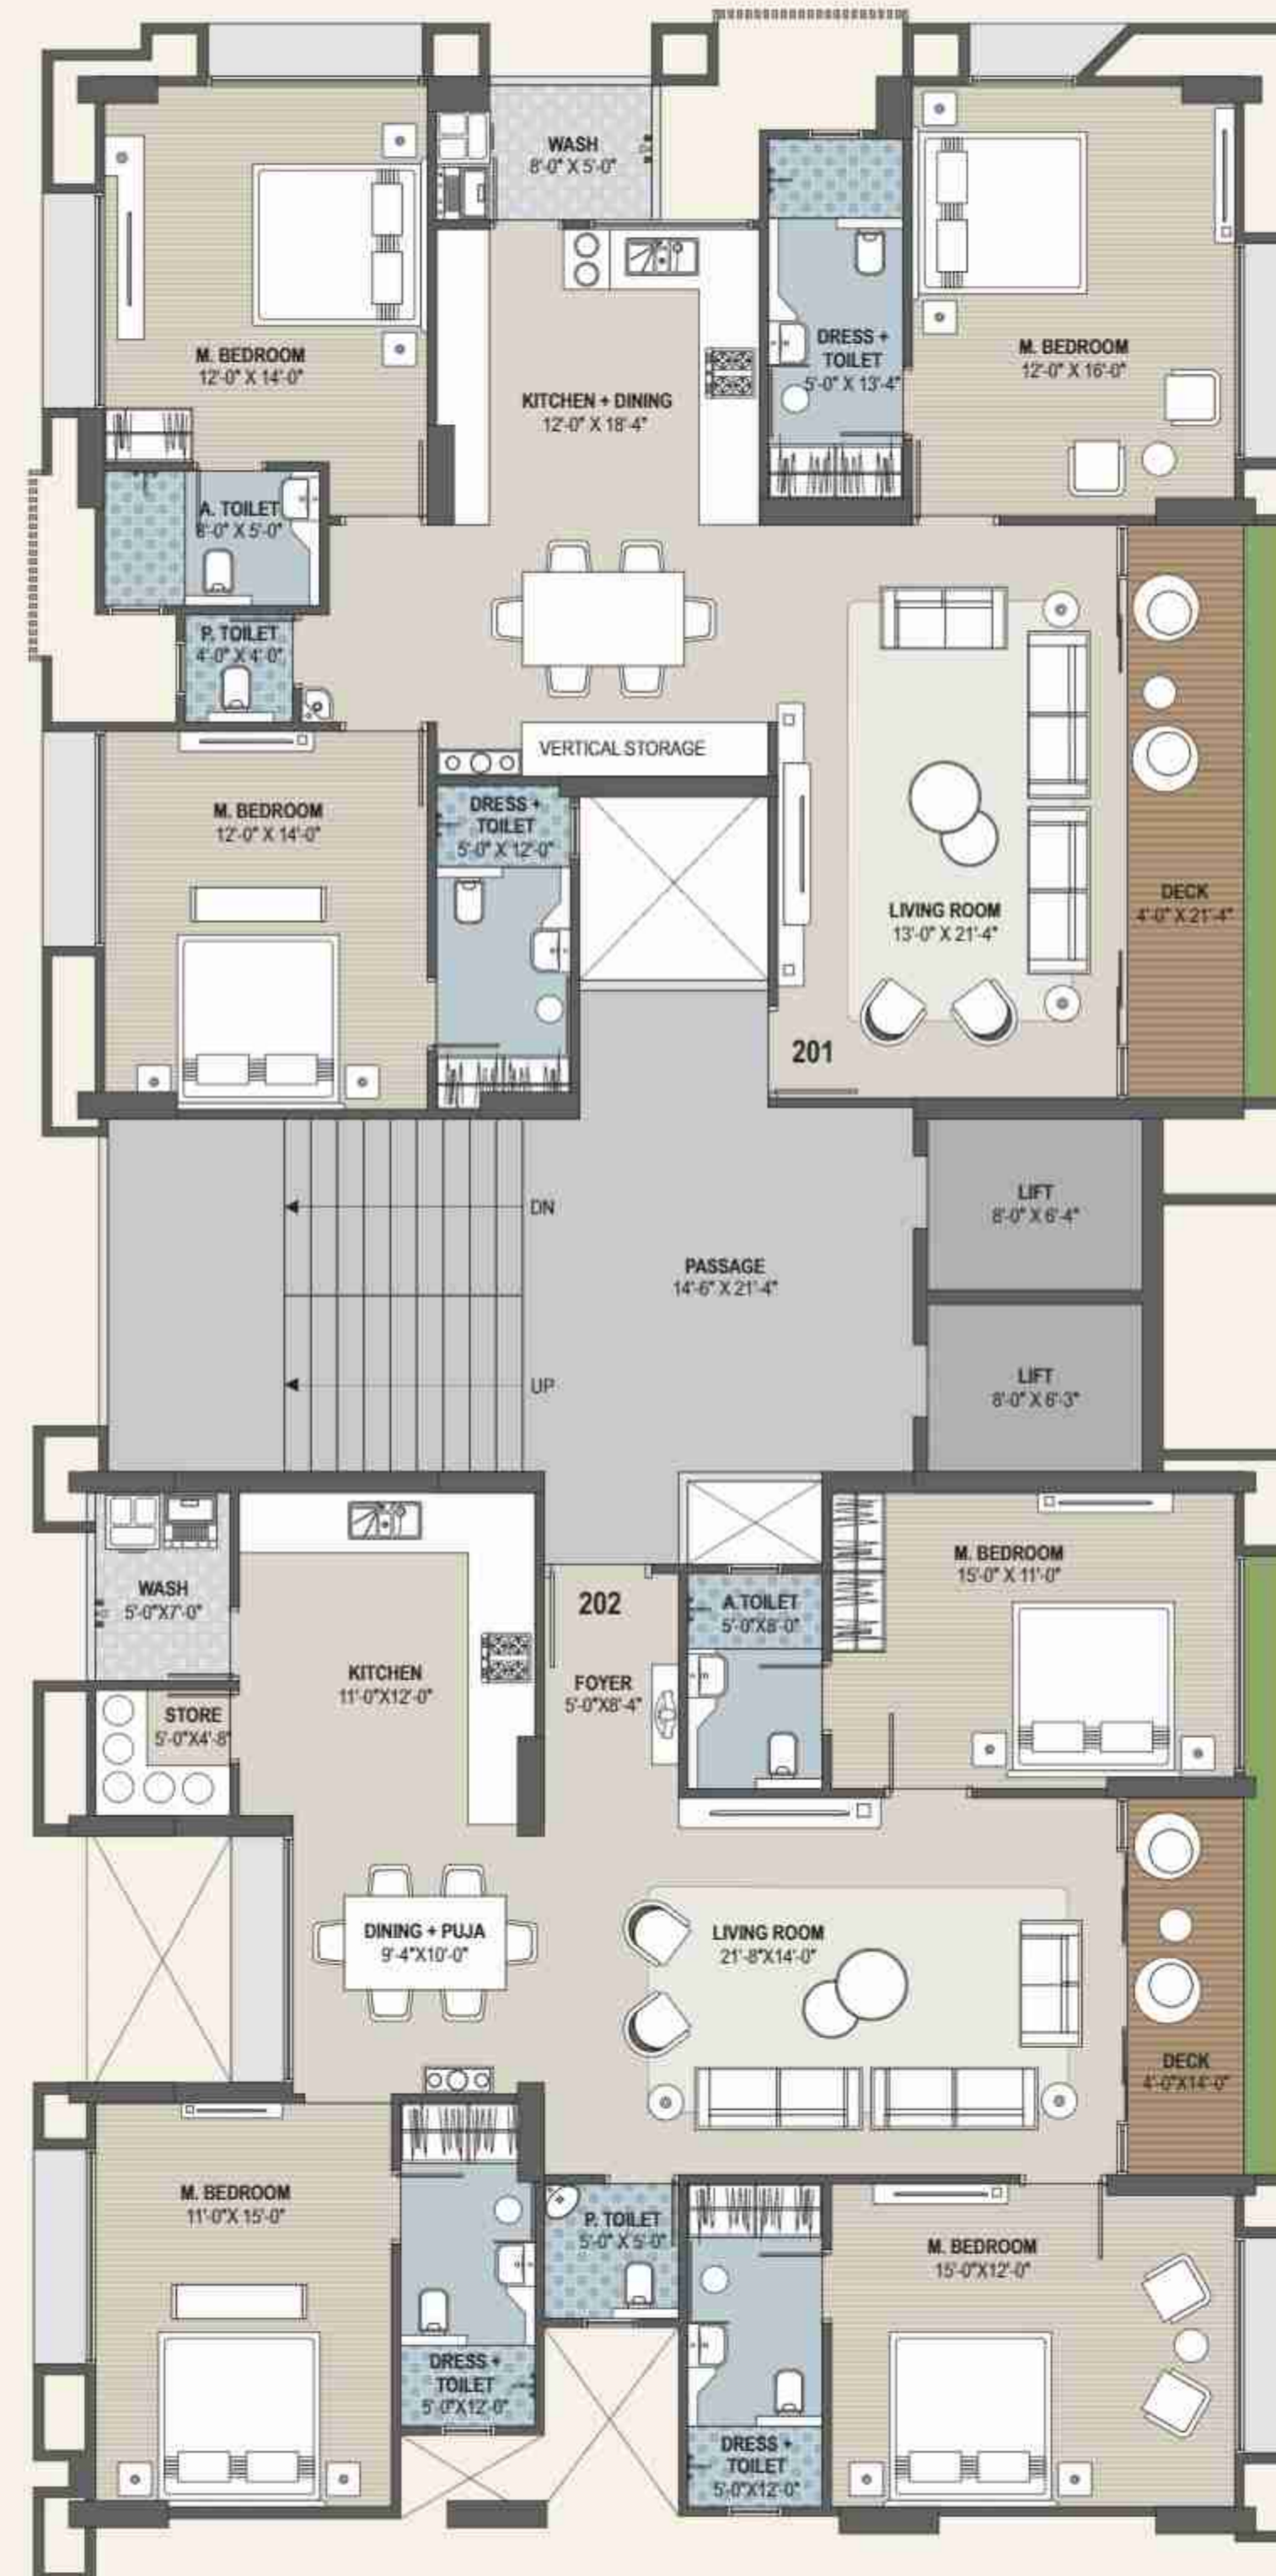 WASH
8'-0" X 5'-0"
M. BEDROOM
12'-0" X 14'-0"
KITCHEN + DINING
12'-0" X 18'-4"
DRESS +
TOILET
5'-0" X 13'-4"
M. BEDROOM
12'-0" X 16'-0"
A. TOILET
8'-0" X 5'-0"
P. TOILET
4'-0" X 4'-0"
VERTICAL STORAGE
M. BEDROOM
12'-0" X 14'-0"
DRESS +
TOILET
5'-0" X 12'-0"
LIVING ROOM
13'-0" X 21'-4"
DECK
4'-0" X 21'-4"
201
DN
UP
PASSAGE
14'-6" X 21'-4"
LIFT
8'-0" X 6'-4"
LIFT
8'-0" X 6'-3"
WASH
5'-0"X7'-0"
STORE
5'-0"X4'-8"
KITCHEN
11'-0"X12'-0"
202
FOYER
5'-0"X8'-4"
A.TOILET
5'-0"X8'-0"
M. BEDROOM
15'-0" X 11'-0"
DINING + PUJA
9'-4"X10'-0"
LIVING ROOM
21'-8"X14'-0"
DECK
4'-0"X14'-0"
M. BEDROOM
11'-0"X 15'-0"
DRESS +
TOILET
5'-0"X12'-0"
P. TOILET
5'-0" X 5'-0"
DRESS +
TOILET
5'-0"X12'-0"
M. BEDROOM
15'-0"X12'-0"